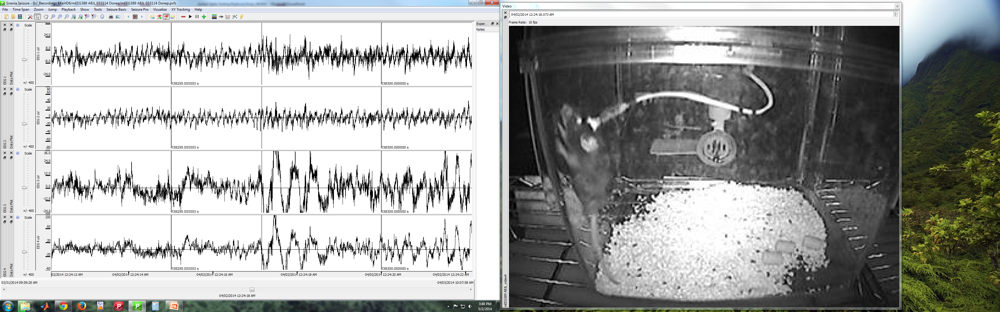 Sirenia Seizure - G:/_Recordings KKeHD6/mEEG389 ABJL 033114 Donep/mEEG389 ABJL 033114 Donep.pvfs
File Time Span Zoom Jump Playback Show Tools Seizure Basic Seizure Pro Visualize XY Tracking Help
Scale
+/- 400
EEG 1
Data Plot
EEG 1 uV
24.0
8.0
-8.0
-24.0
138295.000000 s
138300.000000 s
Scale
+/- 400
EEG 2
Data Plot
EEG 2 uV
80
60
40
20
0
-20
-40
-60
-80
138295.000000 s
138300.000000 s
Scale
+/- 400
EEG 3
Data Plot
EEG 3 uV
36.0
24.0
12.0
0.0
-12.0
-24.0
138295.000000 s
138300.000000 s
Scale
+/- 400
EEG 4
Data Plot
EEG 4 uV
100
60
20
-20
-60
138295.000000 s
138300.000000 s
02/2014 12:24:12 AM
04/02/2014 12:24:14 AM
04/02/2014 12:24:16 AM
04/02/2014 12:24:18 AM
04/02/2014 12:24:20 AM
04/02/2014 12:24:22 AM
03/31/2014 09:59:20 AM
04/03/2014 10:07:58 AM
04/02/2014 12:24:18 AM
Exper...
Notes
3:48 PM
5/2/2014
Video
04/02/2014 12:24:18.073 AM
Frame Rate: 10 fps
mEEG389 ABJL_video4